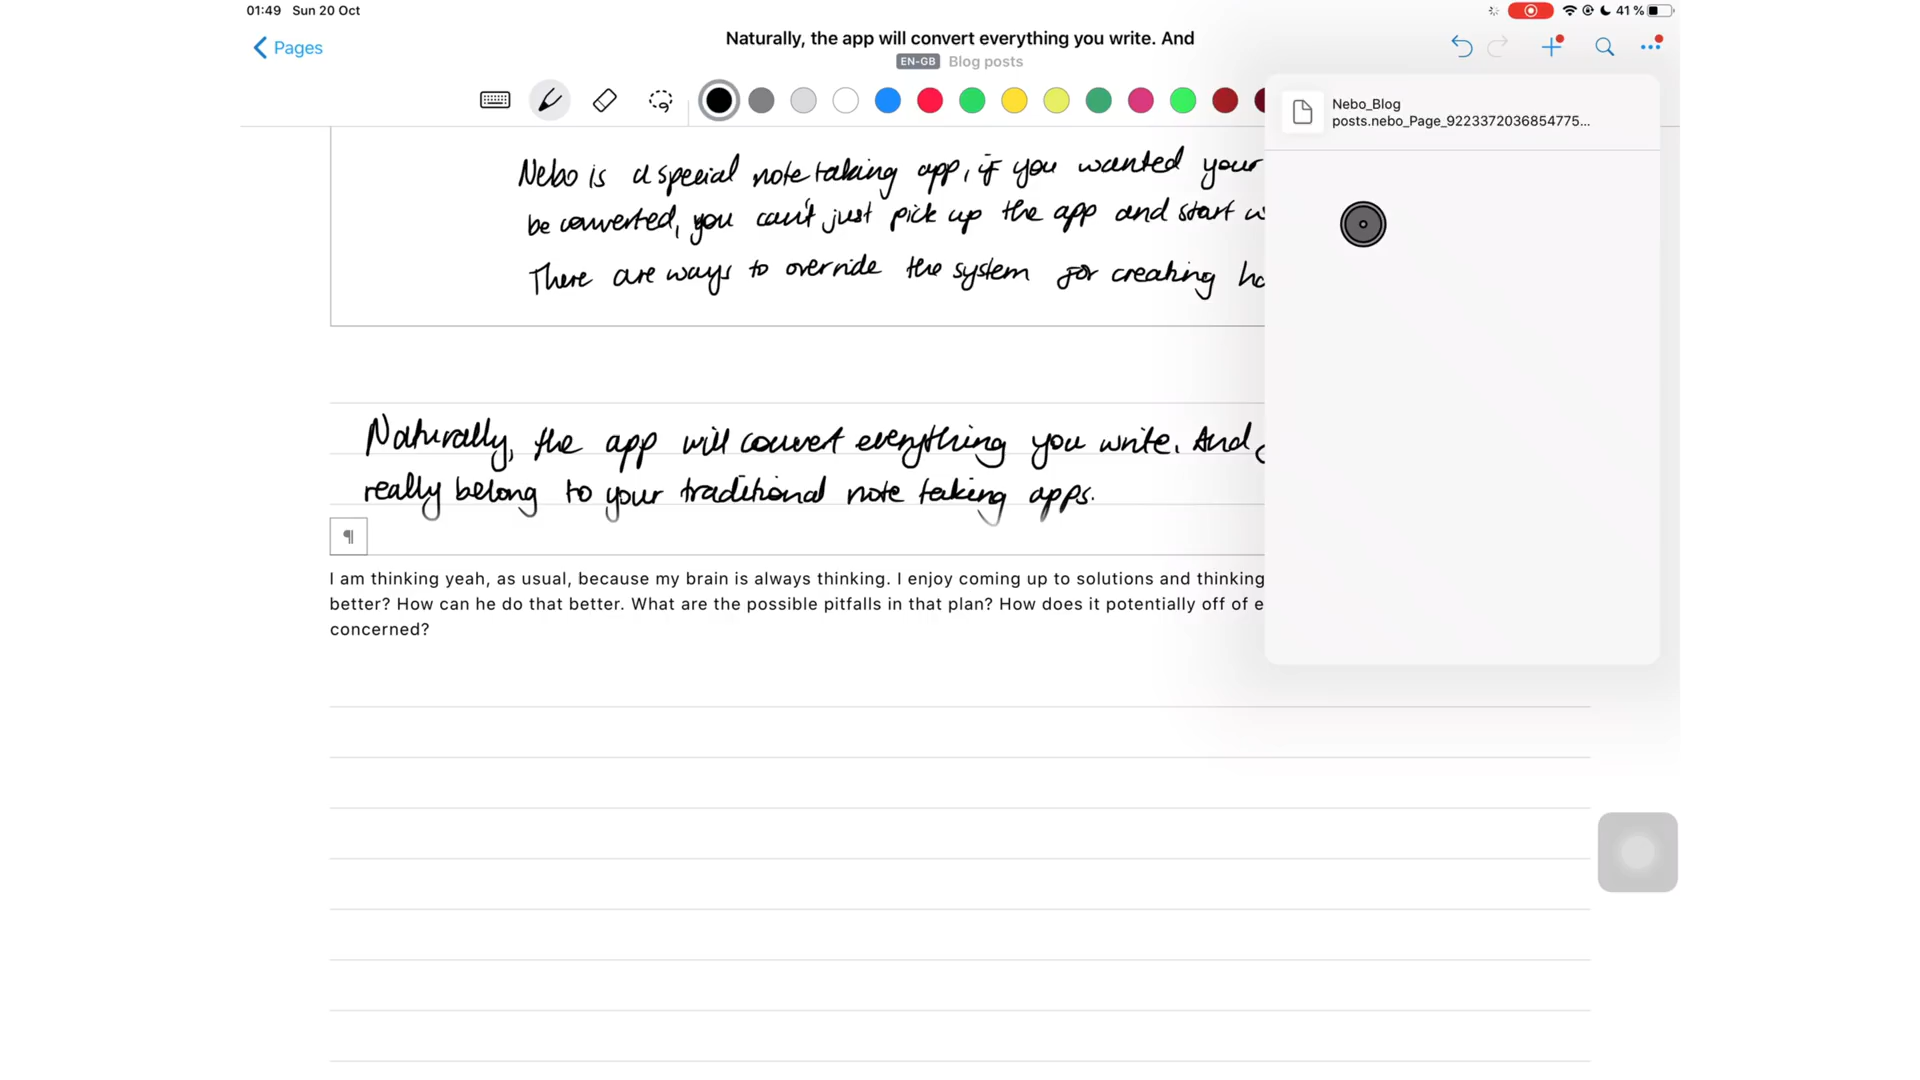 01:49 Sun 20 Oct
41 %
Pages
Naturally, the app will convert everything you write. And
EN-GB Blog posts
Nebo_Blog
posts.nebo_Page_9223372036854775...
Nebo is a special note taking app, if you wanted your
be converted, you can't just pick up the app and start w
There are ways to override the system for creating ha
Naturally, the app will convert everything you write. And
really belong to your traditional note taking apps.
¶
I am thinking yeah, as usual, because my brain is always thinking. I enjoy coming up to solutions and thinking
better? How can he do that better. What are the possible pitfalls in that plan? How does it potentially off of e
concerned?